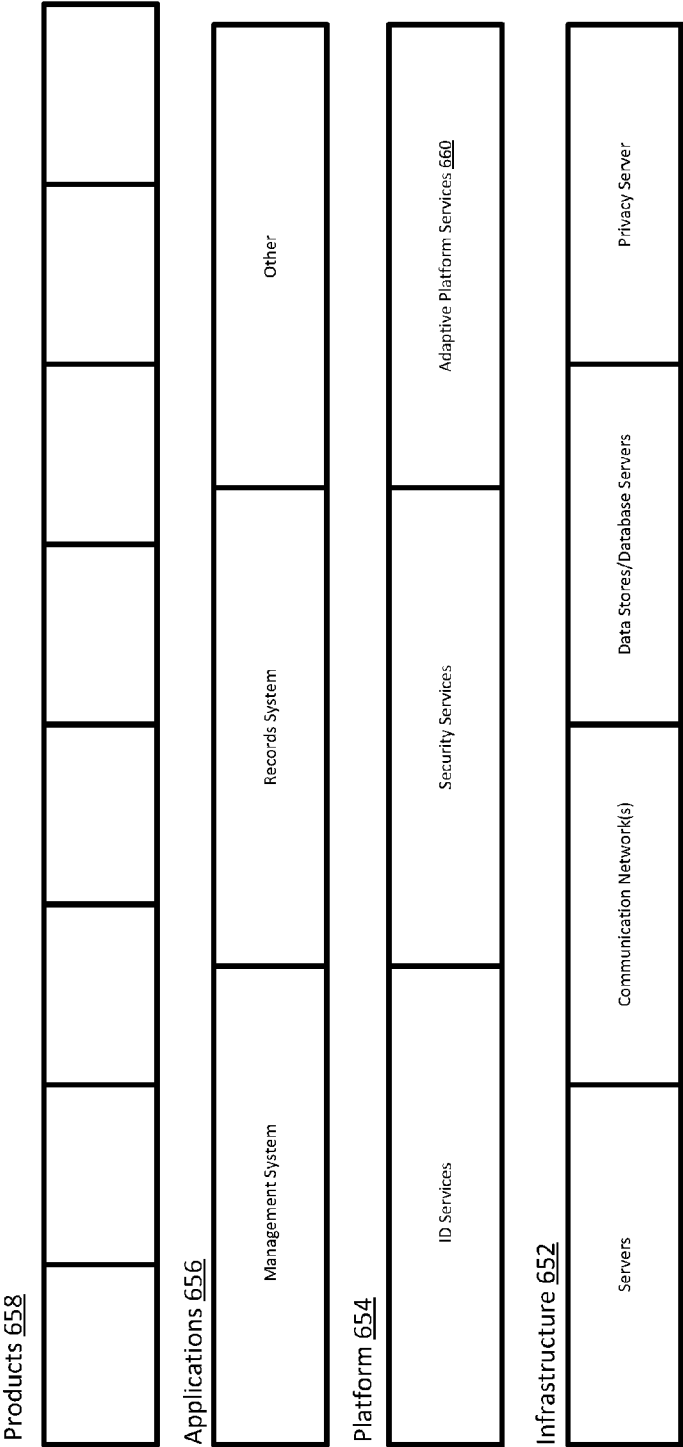 Products 658
Applications 656
Management System
Records System
Other
Platform 654
ID Services
Security Services
Adaptive Platform Services 660
Infrastructure 652
Servers
Communication Network(s)
Data Stores/Database Servers
Privacy Server